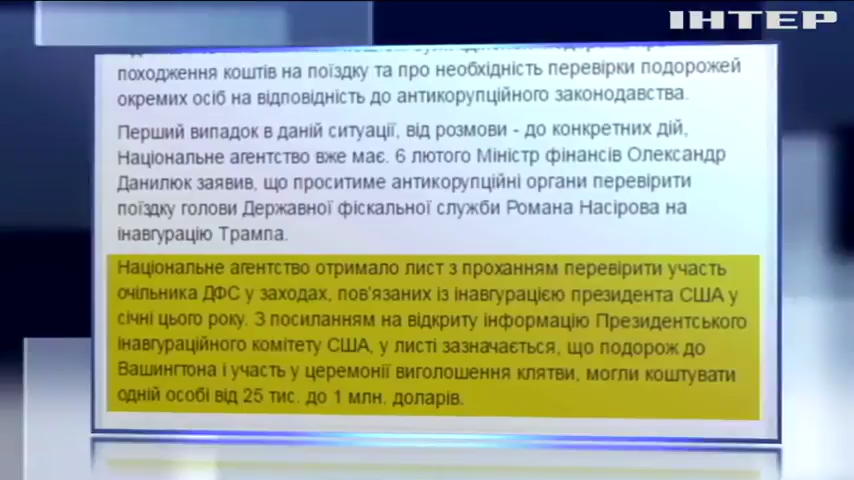 ІНТЕР
походження коштів на поїздку та про необхідність перевірки подорожей
окремих осіб на відповідність до антикорупційного законодавства.
Перший випадок в даній ситуації, від розмови - до конкретних дій,
Національне агентство вже має. 6 лютого Міністр фінансів Олександр
Данилюк заявив, що проситиме антикорупційні органи перевірити
поїздку голови Державної фіскальної служби Романа Насірова на
інавгурацію Трампа.
Національне агентство отримало лист з проханням перевірити участь
очільника ДФС у заходах, пов'язаних із інавгурацією президента США у
січні цього року. З посиланням на відкриту інформацію Президентського
інавгураційного комітету США, у листі зазначається, що подорож до
Вашингтона і участь у церемонії виголошення клятви, могли коштувати
одній особі від 25 тис. до 1 млн. доларів.